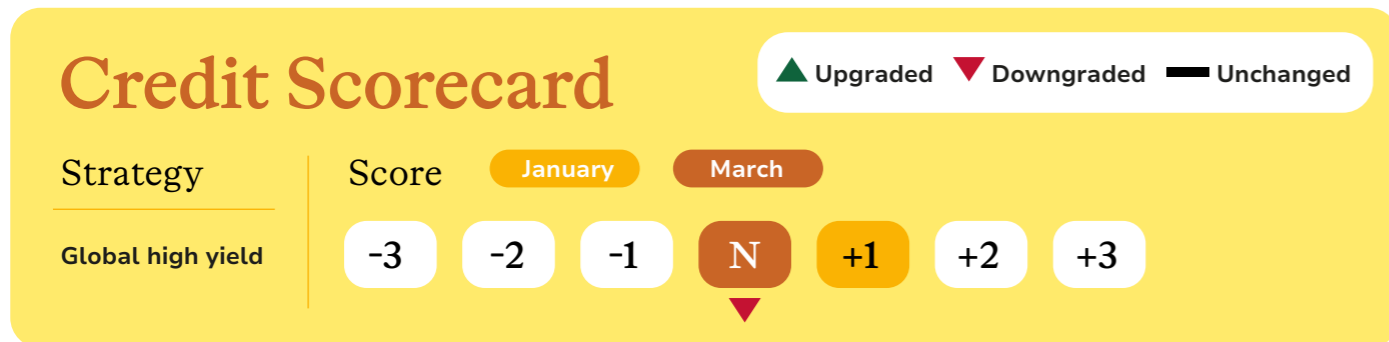 Credit Scorecard
Upgraded Downgraded Unchanged
Strategy
Score January March
Global high yield
-3 -2 -1 N +1 +2 +3